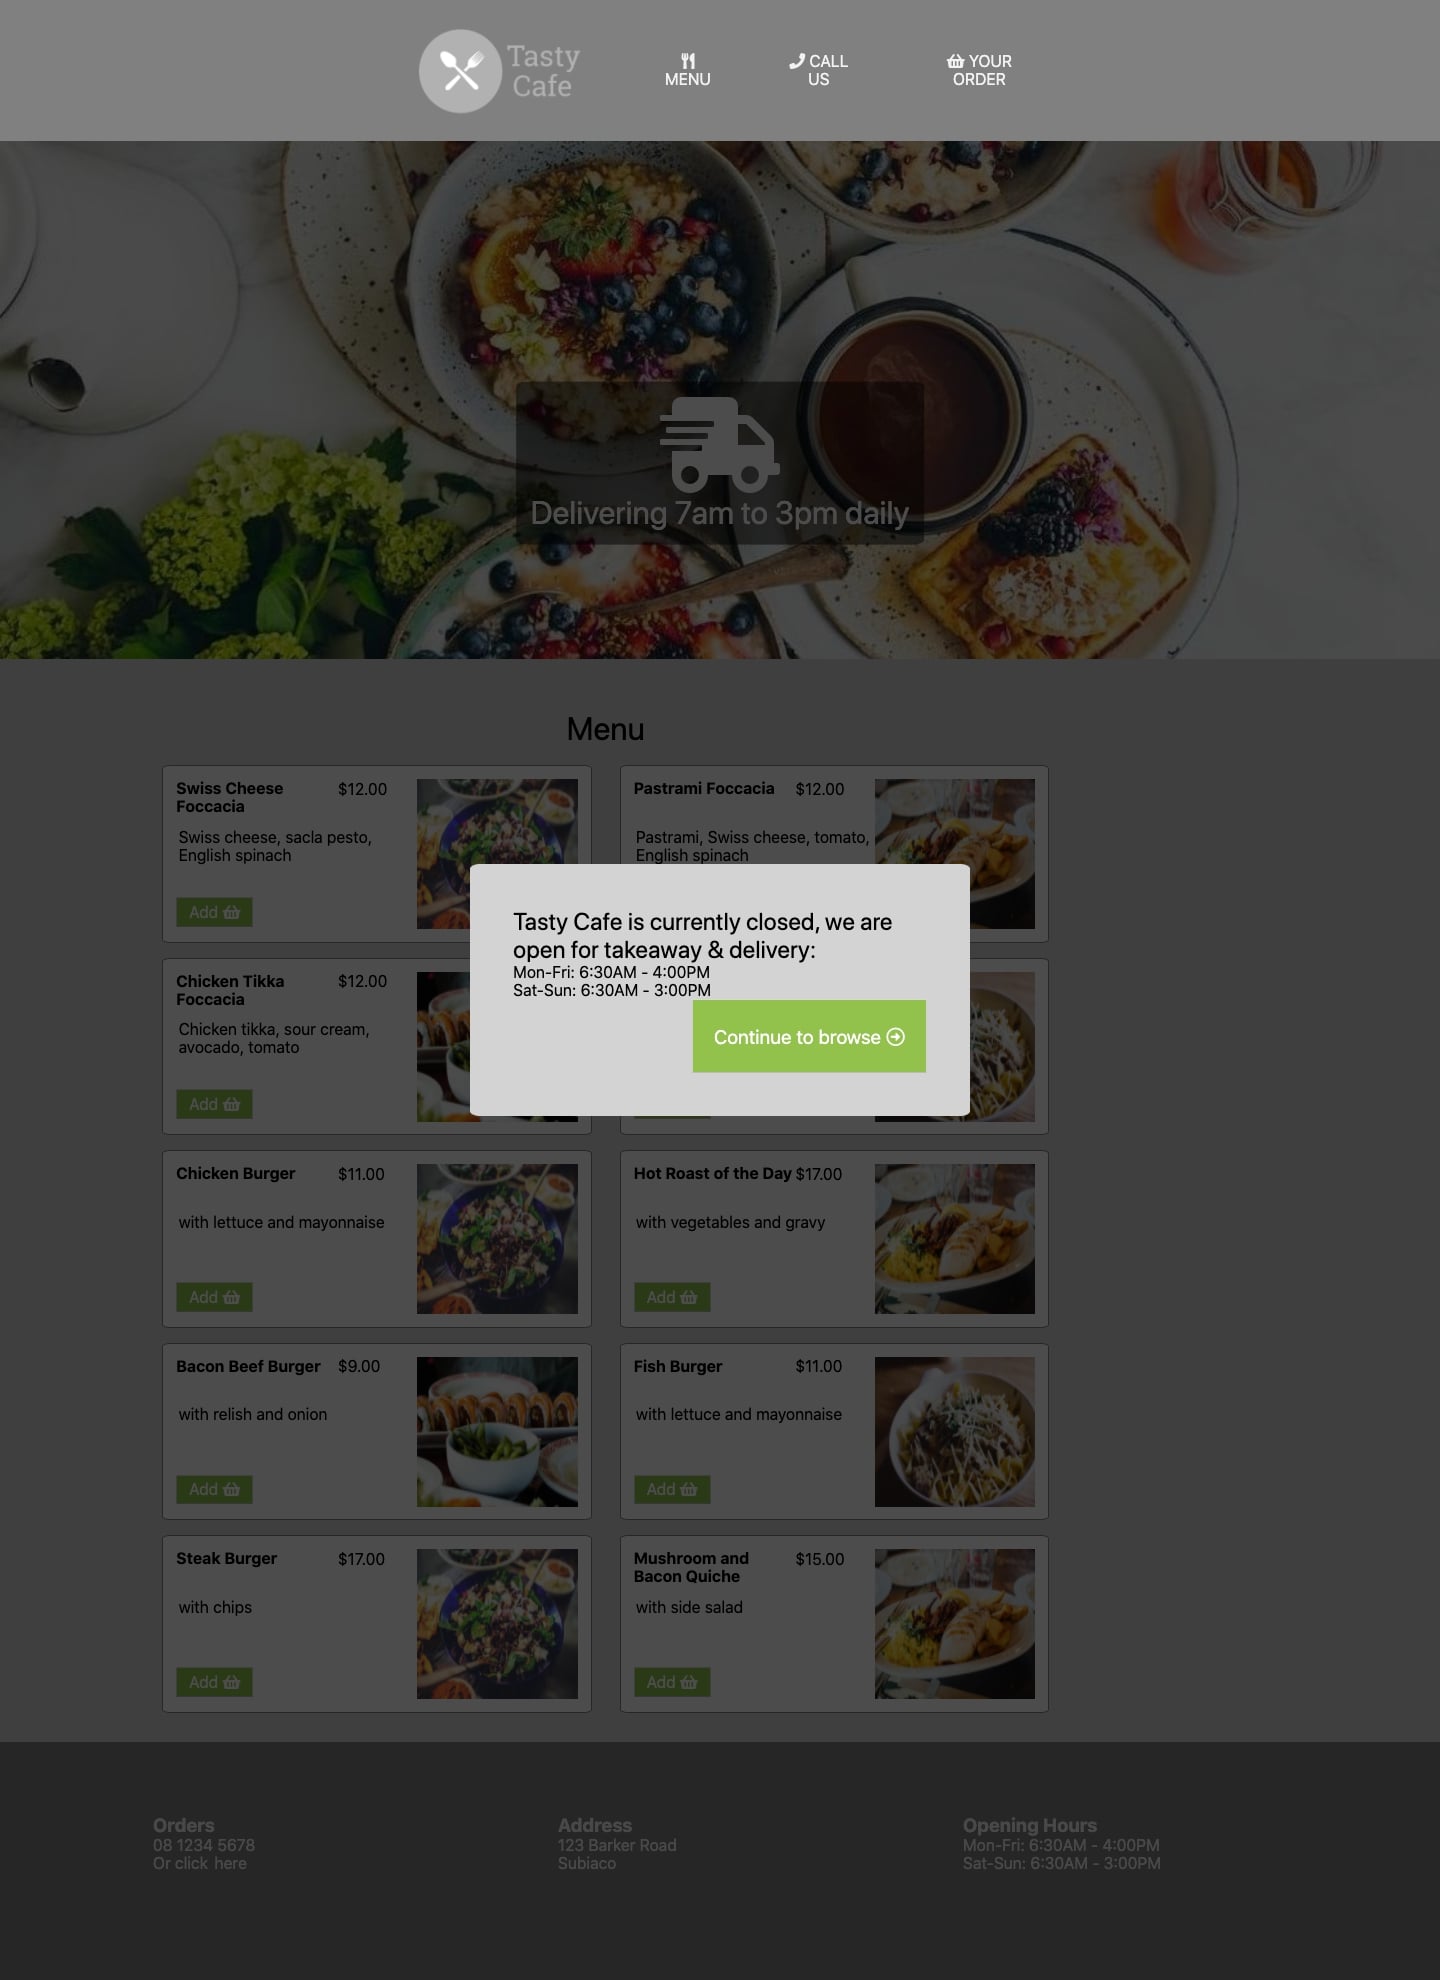 Tasty
Cafe
MENU
CALL
US
YOUR
ORDER
Delivering 7am to 3pm daily
Menu
Swiss Cheese
Foccacia
$12.00
Swiss cheese, sacla pesto,
English spinach
Add
Pastrami Foccacia
$12.00
Pastrami, Swiss cheese, tomato,
English spinach
Tasty Cafe is currently closed, we are
open for takeaway & delivery:
Mon-Fri: 6:30AM - 4:00PM
Sat-Sun: 6:30AM - 3:00PM
Continue to browse
Chicken Tikka
Foccacia
$12.00
Chicken tikka, sour cream,
avocado, tomato
Add
Chicken Burger
$11.00
with lettuce and mayonnaise
Add
Hot Roast of the Day
$17.00
with vegetables and gravy
Add
Bacon Beef Burger
$9.00
with relish and onion
Add
Fish Burger
$11.00
with lettuce and mayonnaise
Add
Steak Burger
$17.00
with chips
Add
Mushroom and
Bacon Quiche
$15.00
with side salad
Add
Orders
08 1234 5678
Or click here
Address
123 Barker Road
Subiaco
Opening Hours
Mon-Fri: 6:30AM - 4:00PM
Sat-Sun: 6:30AM - 3:00PM